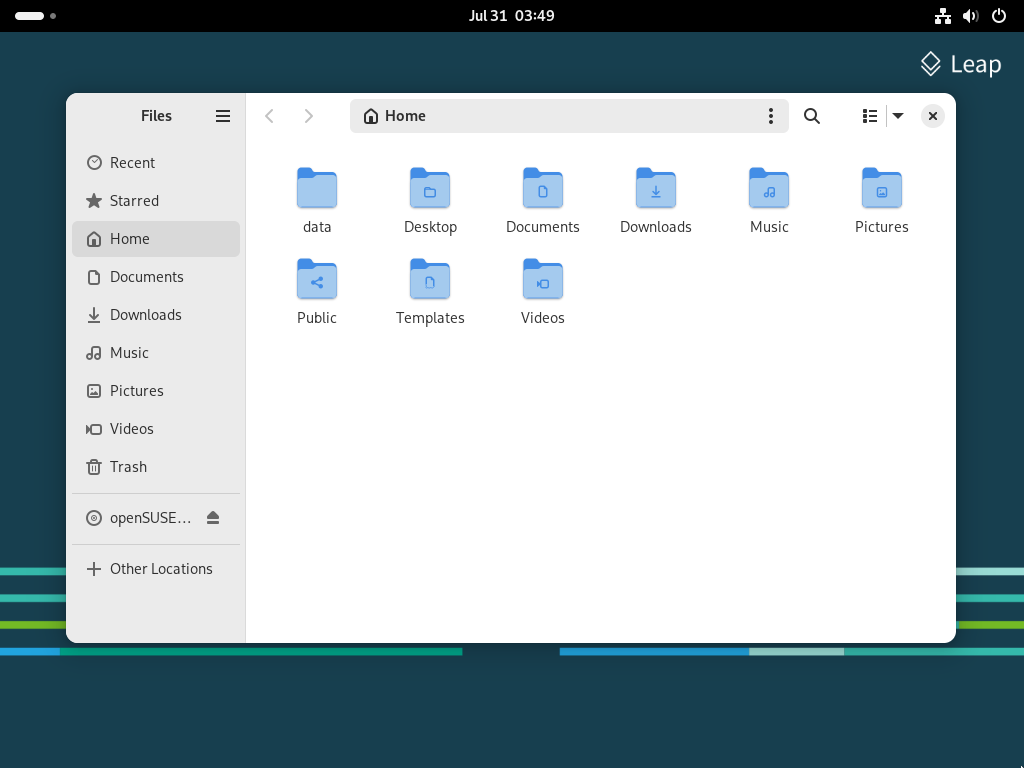 Jul 31 03:49
Leap
Files
Home
Recent
Starred
Home
Documents
Downloads
Music
Pictures
Videos
Trash
openSUSE…
Other Locations
data
Desktop
Documents
Downloads
Music
Pictures
Public
Templates
Videos